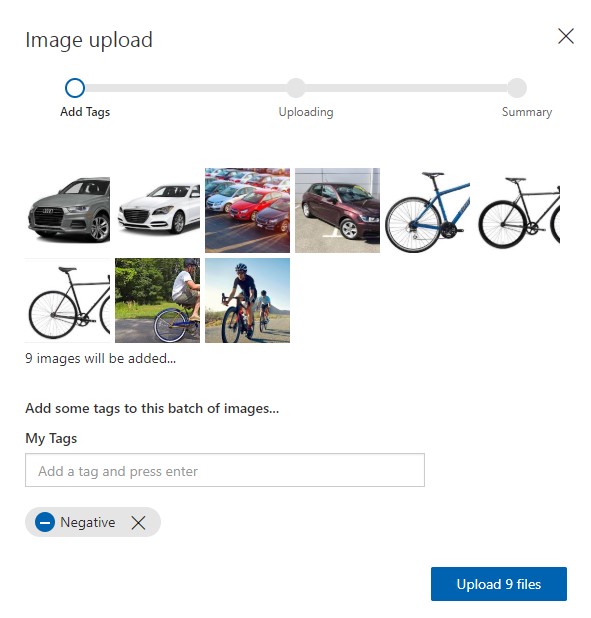 Image upload
Add Tags
Uploading
Summary
9 images will be added...
Add some tags to this batch of images...
My Tags
Add a tag and press enter
Negative
Upload 9 files